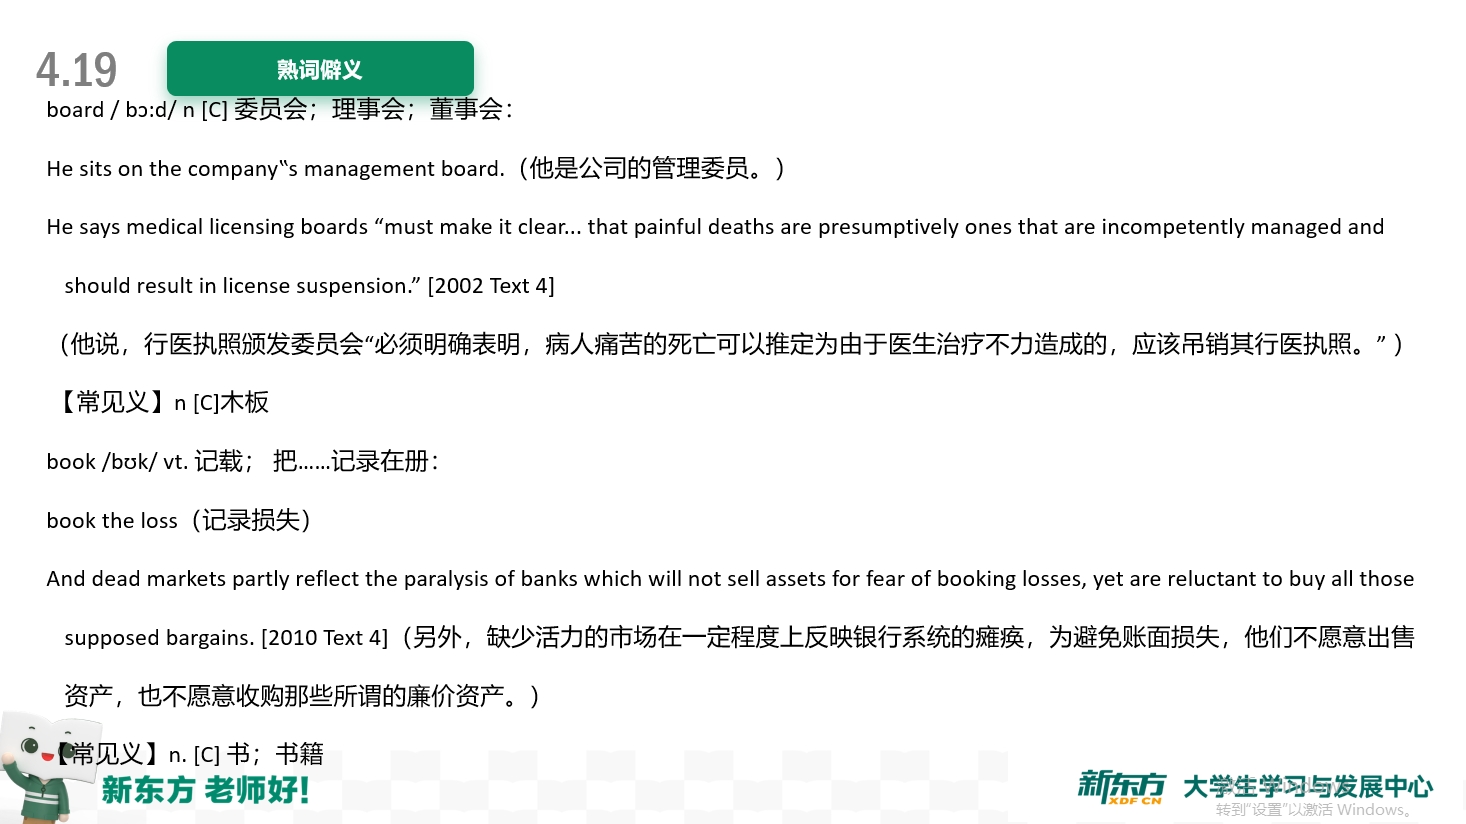 4.19
熟词僻义
board / bɔ:d/ n [C] 委员会；理事会；董事会：
He sits on the company‟s management board.（他是公司的管理委员。）
He says medical licensing boards “must make it clear... that painful deaths are presumptively ones that are incompetently managed and
should result in license suspension.” [2002 Text 4]
（他说，行医执照颁发委员会“必须明确表明，病人痛苦的死亡可以推定为由于医生治疗不力造成的，应该吊销其行医执照。” ）
【常见义】n [C]木板
book /bʊk/ vt. 记载； 把……记录在册：
book the loss（记录损失）
And dead markets partly reflect the paralysis of banks which will not sell assets for fear of booking losses, yet are reluctant to buy all those
supposed bargains. [2010 Text 4]（另外，缺少活力的市场在一定程度上反映银行系统的瘫痪，为避免账面损失，他们不愿意出售
资产，也不愿意收购那些所谓的廉价资产。）
【常见义】n. [C] 书；书籍
新东方 老师好!
新东方 XDF.CN 大学生学习与发展中心
激活 Windows
转到“设置”以激活 Windows。